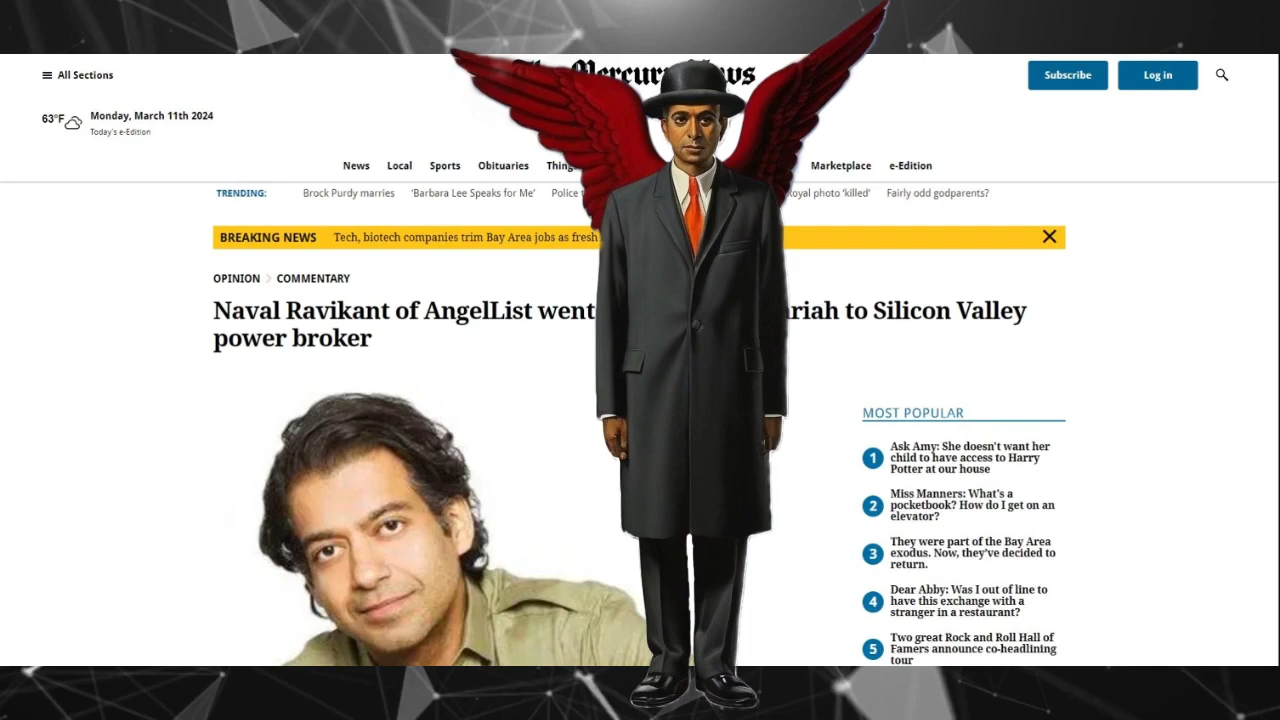 The Mercury News
All Sections
Subscribe
Log in
63°F
Monday, March 11th 2024
Today's e-Edition
News Local Sports Obituaries Marketplace e-Edition
TRENDING: Brock Purdy marries 'Barbara Lee Speaks for Me' Police photo 'killed' Fairly odd godparents?
BREAKING NEWS Tech, biotech companies trim Bay Area jobs as fresh
OPINION COMMENTARY
Naval Ravikant of AngelList went to Silicon Valley
power broker
MOST POPULAR
1 Ask Amy: She doesn't want her
child to have access to Harry
Potter at our house
2 Miss Manners: What's a
pocketbook? How do I get on an
elevator?
3 They were part of the Bay Area
exodus. Now, they've decided to
return.
4 Dear Abby: Was I out of line to
have this exchange with a
stranger in a restaurant?
5 Two great Rock and Roll Hall of
Famers announce co-headlining
tour